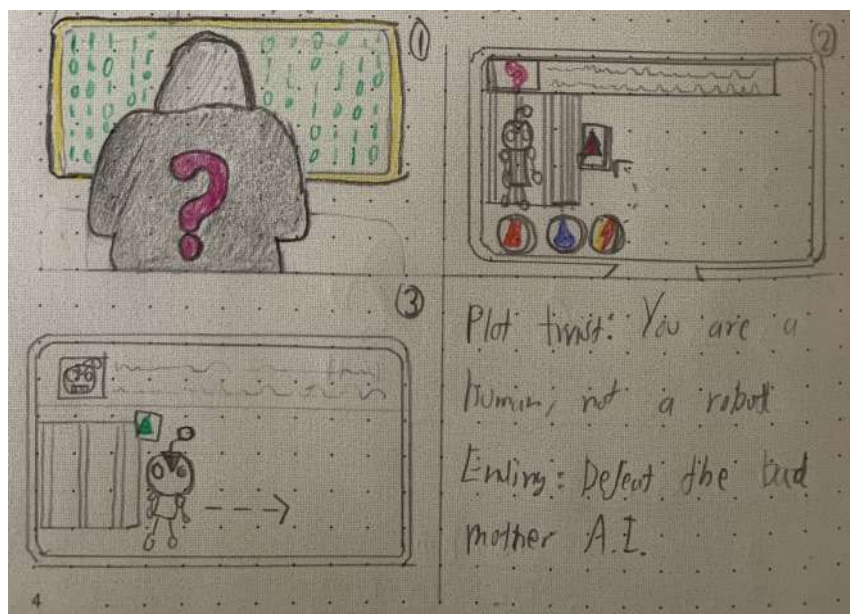 ①
?
②
③
Plot twist: You are a
human, not a robot
Ending: Defeat the bad
mother A.I.
4